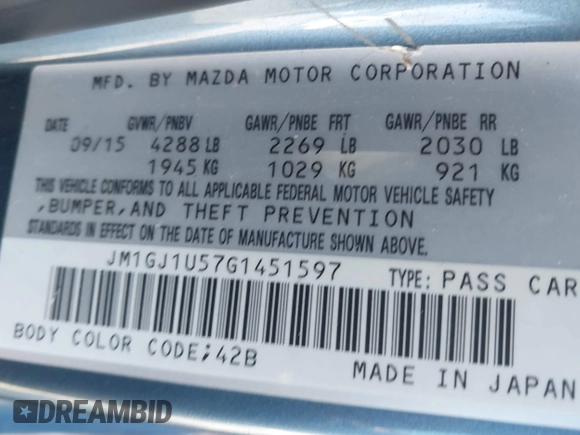 MFD. BY MAZDA MOTOR CORPORATION
DATE GVWR/PNBV GAWR/PNBE FRT GAWR/PNBE RR
09/15 4288 LB 2269 LB 2030 LB
1945 KG 1029 KG 921 KG
THIS VEHICLE CONFORMS TO ALL APPLICABLE FEDERAL MOTOR VEHICLE SAFETY
,BUMPER,AND THEFT PREVENTION
STANDARDS IN EFFECT ON THE DATE OF MANUFACTURE SHOWN ABOVE.
JM1GJ1U57G1451597 TYPE: PASS CAR
BODY COLOR CODE;42B
MADE IN JAPAN
DREAMBID